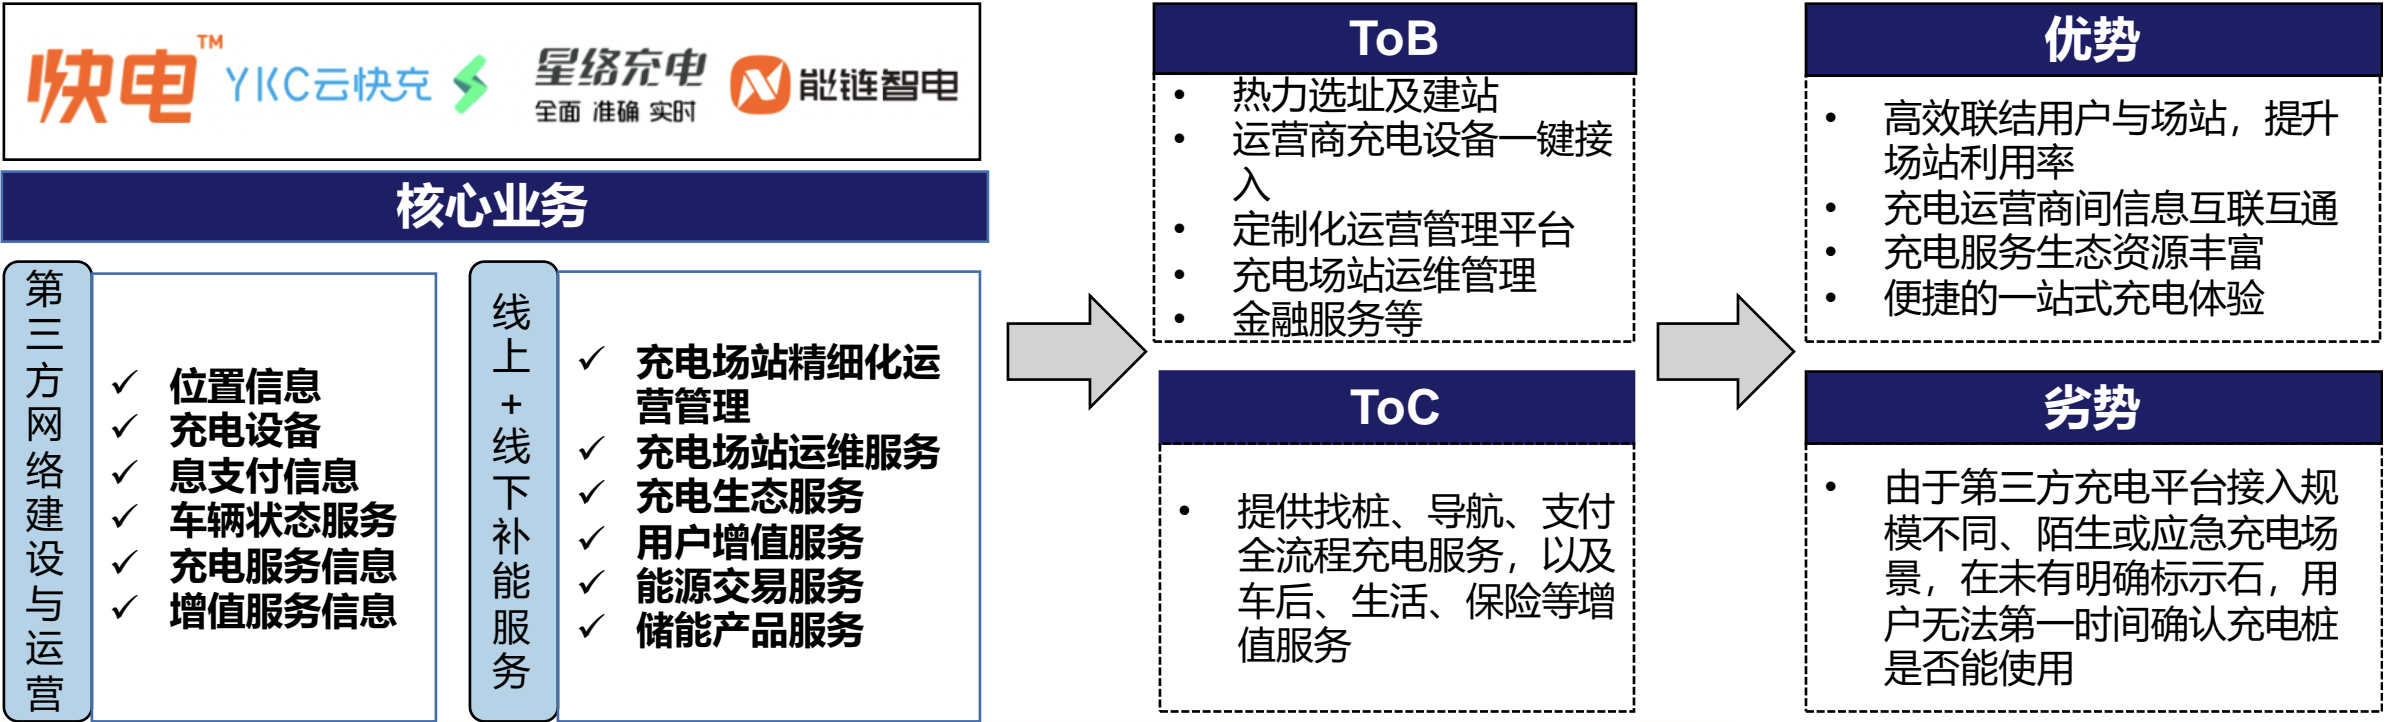 快电™
YKC云快充
星络充电
全面 准确 实时
能链智电
核心业务
第三方网络建设与运营
✓ 位置信息
✓ 充电设备
✓ 息支付信息
✓ 车辆状态服务
✓ 充电服务信息
✓ 增值服务信息
线上+线下补能服务
✓ 充电场站精细化运
营管理
✓ 充电场站运维服务
✓ 充电生态服务
✓ 用户增值服务
✓ 能源交易服务
✓ 储能产品服务
ToB
• 热力选址及建站
• 运营商充电设备一键接
入
• 定制化运营管理平台
• 充电场站运维管理
• 金融服务等
ToC
• 提供找桩、导航、支付
全流程充电服务，以及
车后、生活、保险等增
值服务
优势
• 高效联结用户与场站，提升
场站利用率
• 充电运营商间信息互联互通
• 充电服务生态资源丰富
• 便捷的一站式充电体验
劣势
• 由于第三方充电平台接入规
模不同、陌生或应急充电场
景，在未有明确标示石，用
户无法第一时间确认充电桩
是否能使用